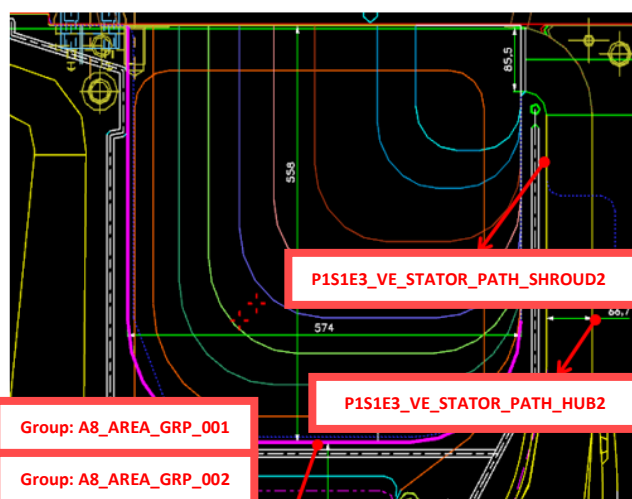 85,5
558
P1S1E3_VE_STATOR_PATH_SHROUD2
66,7
574
P1S1E3_VE_STATOR_PATH_HUB2
Group: A8_AREA_GRP_001
Group: A8_AREA_GRP_002